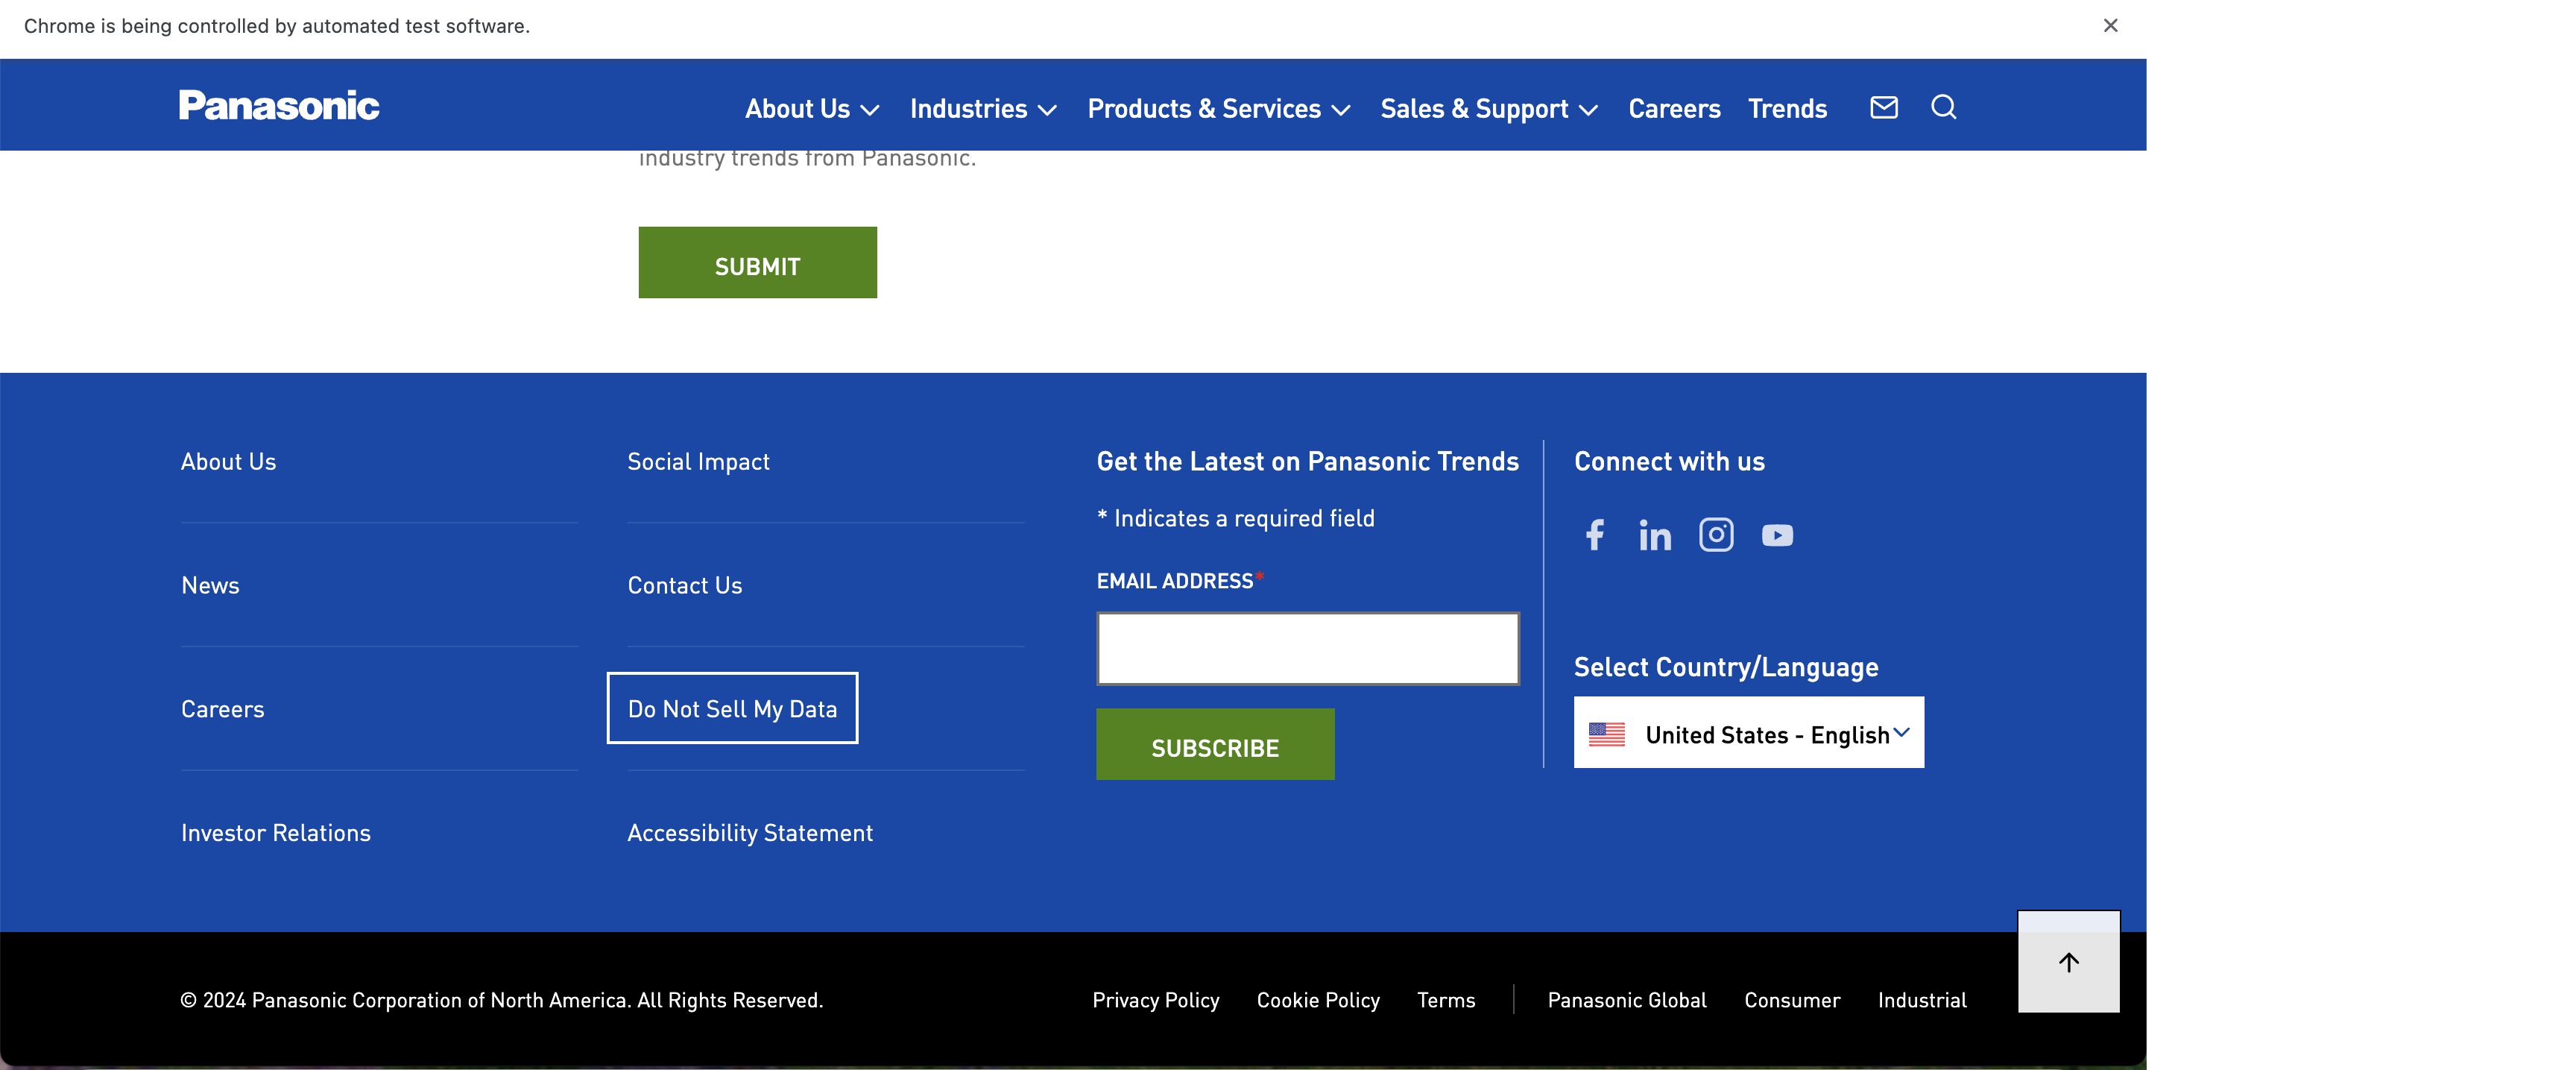 Chrome is being controlled by automated test software.
Panasonic About Us Industries Products & Services Sales & Support Careers Trends
industry trends from Panasonic.
SUBMIT
About Us
News
Careers
Investor Relations
Social Impact
Contact Us
Do Not Sell My Data
Accessibility Statement
Get the Latest on Panasonic Trends
* Indicates a required field
EMAIL ADDRESS*
SUBSCRIBE
Connect with us
Select Country/Language
United States - English
© 2024 Panasonic Corporation of North America. All Rights Reserved.
Privacy Policy Cookie Policy Terms Panasonic Global Consumer Industrial